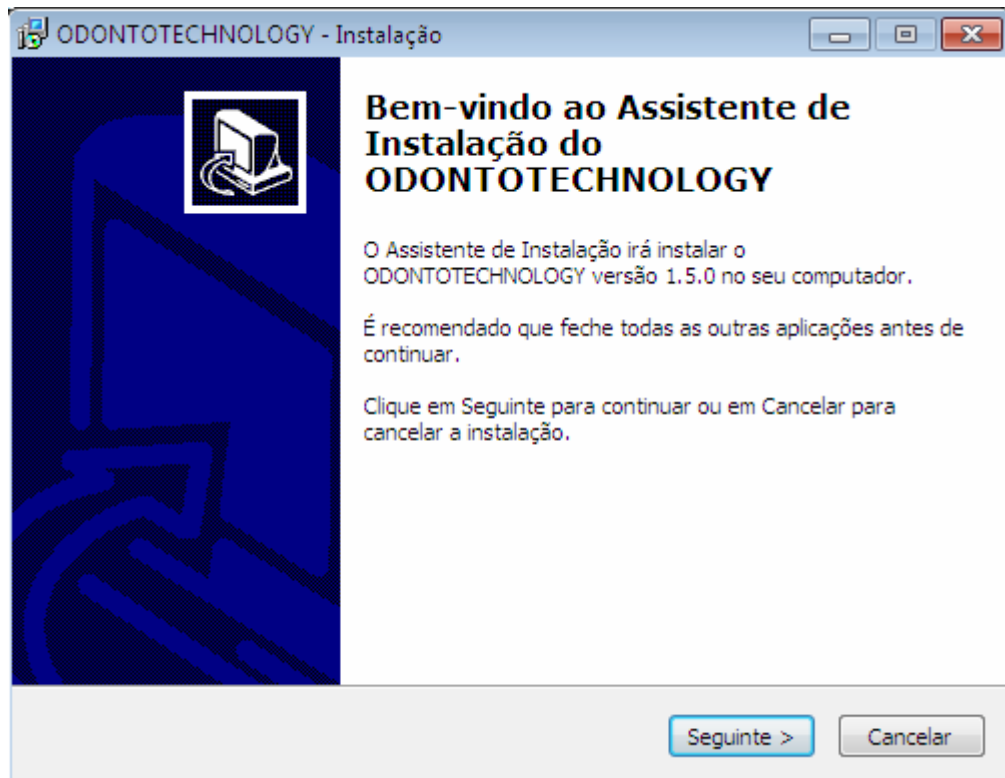 ODONTOTECHNOLOGY - Instalação
Bem-vindo ao Assistente de
Instalação do
ODONTOTECHNOLOGY
O Assistente de Instalação irá instalar o
ODONTOTECHNOLOGY versão 1.5.0 no seu computador.
É recomendado que feche todas as outras aplicações antes de
continuar.
Clique em Seguinte para continuar ou em Cancelar para
cancelar a instalação.
Seguinte >
Cancelar